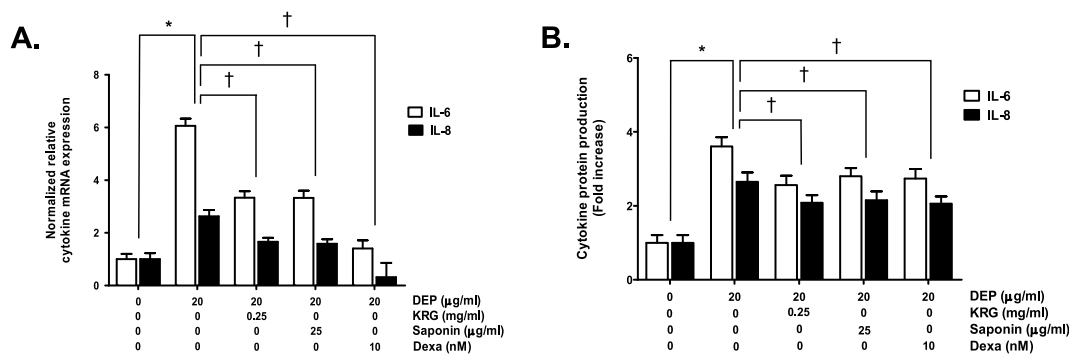 A.
*
†
†
†
Normalized relative
cytokine mRNA expression
8
6
4
2
0
IL-6
IL-8
0 20 20 20 20 DEP (μg/ml)
0 0 0.25 0 0 KRG (mg/ml)
0 0 0 25 0 Saponin (μg/ml)
0 0 0 0 10 Dexa (nM)
B.
*
†
†
†
Cytokine protein production
(Fold increase)
6
4
2
0
IL-6
IL-8
0 20 20 20 20 DEP (μg/ml)
0 0 0.25 0 0 KRG (mg/ml)
0 0 0 25 0 Saponin (μg/ml)
0 0 0 0 10 Dexa (nM)